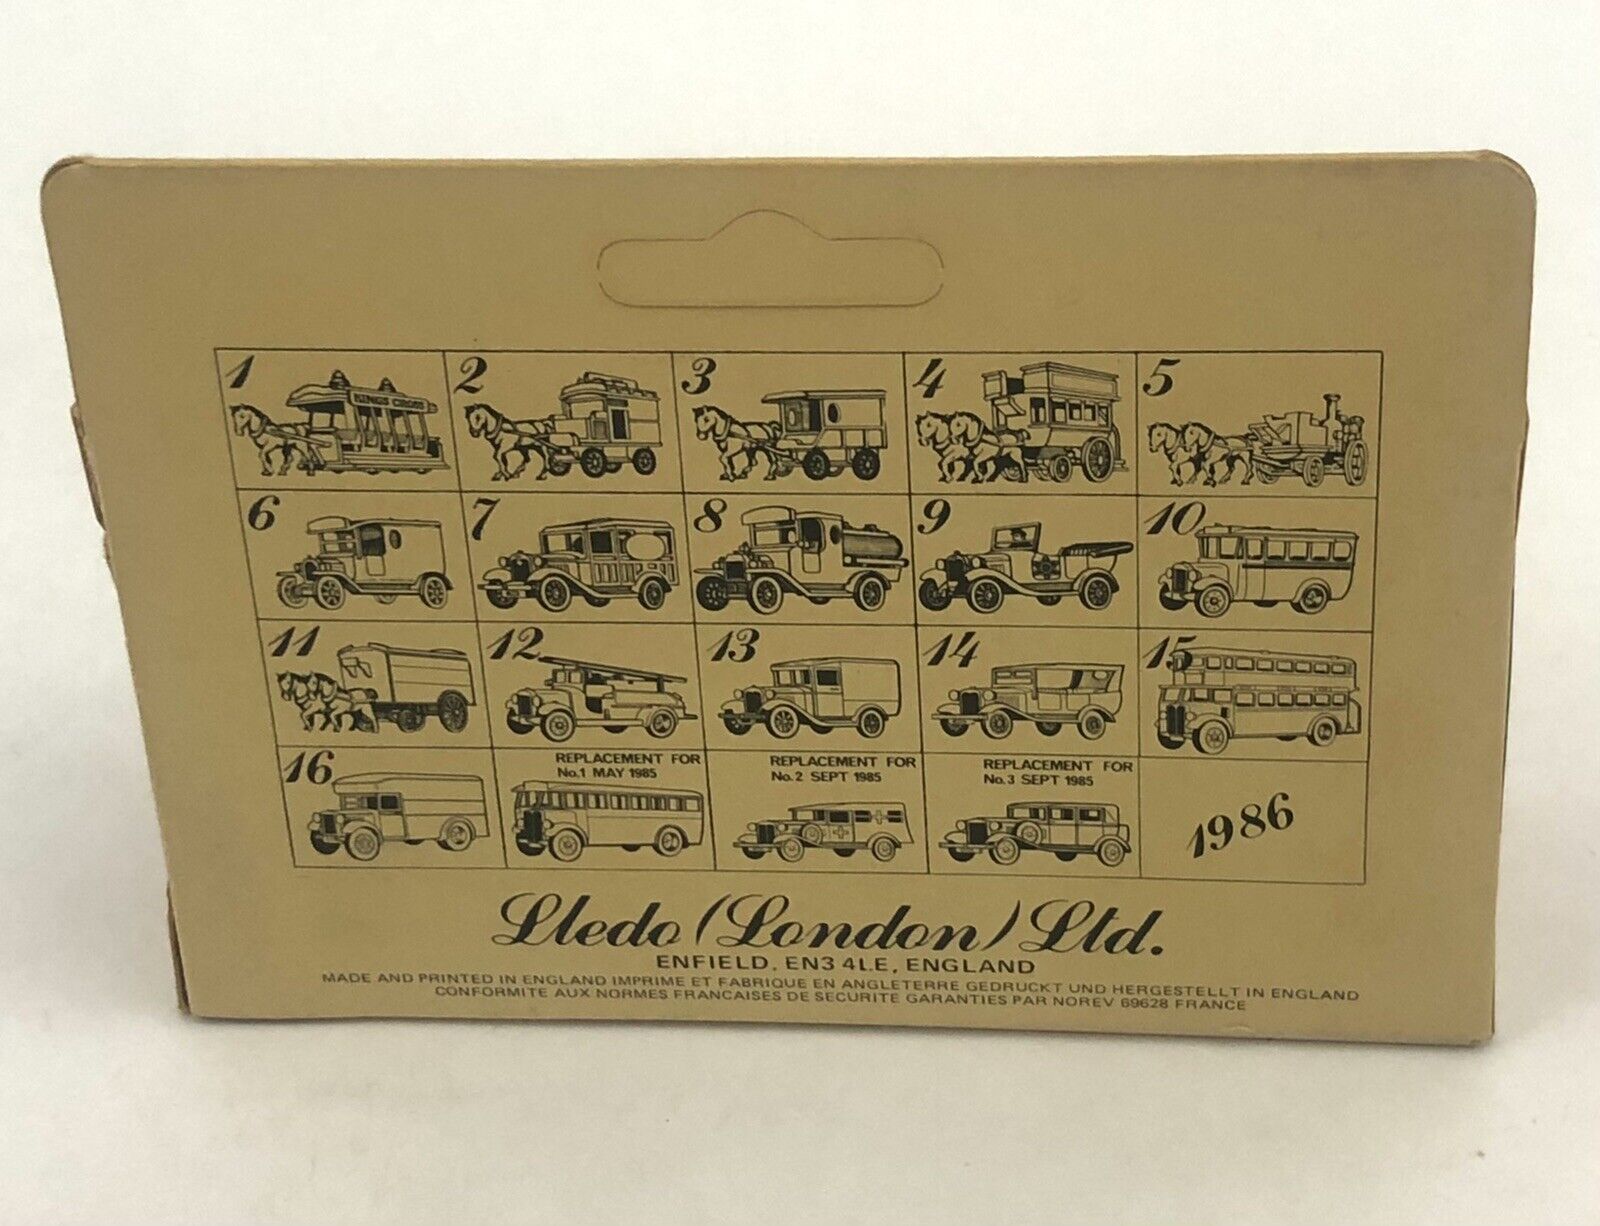 1 2 3 4 5
KINGS CROSS
6 7 8 9 10
11 12 13 14 15
16
REPLACEMENT FOR
No.1 MAY 1985
REPLACEMENT FOR
No.2 SEPT 1985
REPLACEMENT FOR
No.3 SEPT 1985
1986
Lledo (London) Ltd.
ENFIELD, EN3 4LE, ENGLAND
MADE AND PRINTED IN ENGLAND IMPRIME ET FABRIQUE EN ANGLETERRE GEDRUCKT UND HERGESTELLT IN ENGLAND
CONFORMITE AUX NORMES FRANCAISES DE SECURITE GARANTIES PAR NOREV 69628 FRANCE